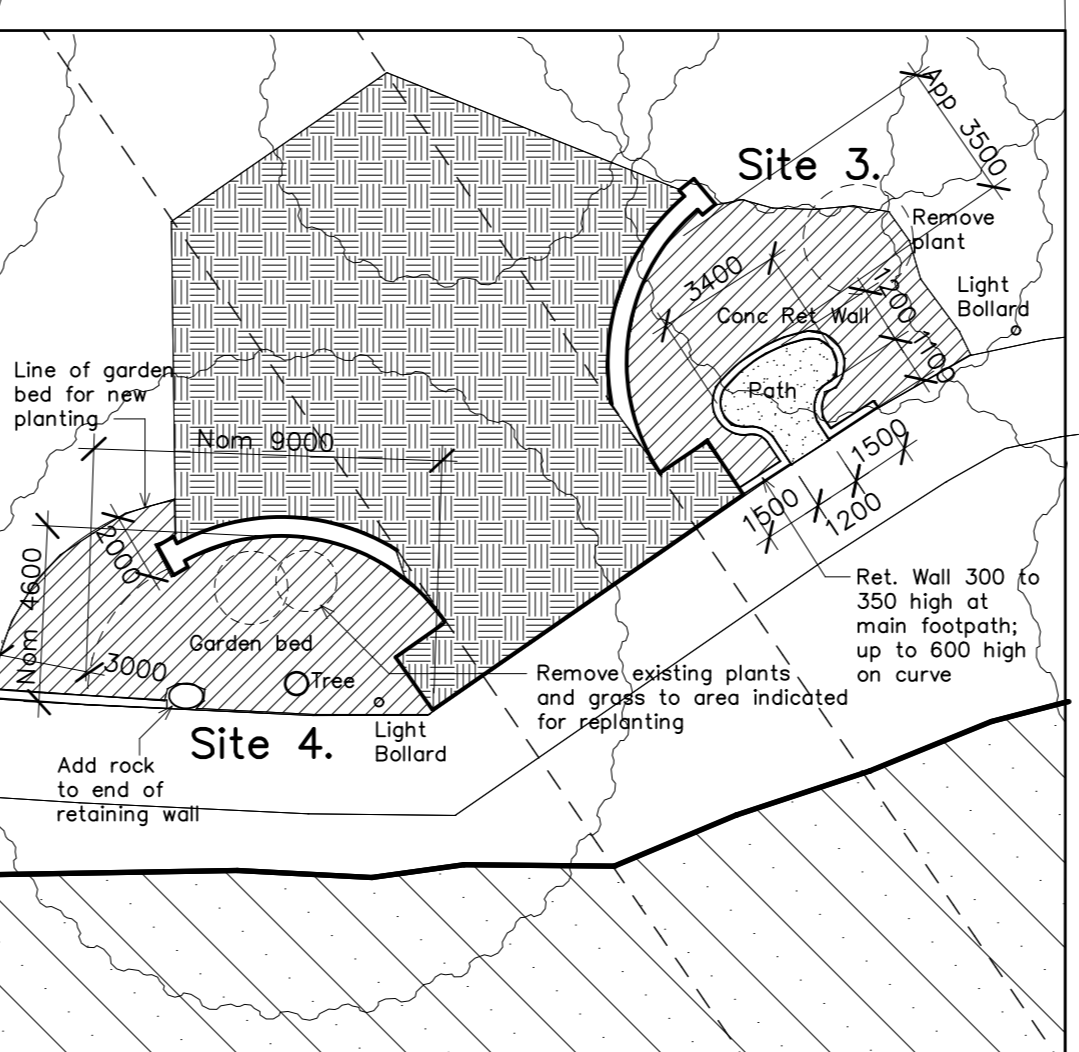 App 3500
Site 3.
Remove
plant
3400
Light
Bollard
1300
1100
Conc Ret Wall
Path
Line of garden
bed for new
planting
Nom 9000
1500
1500
1200
2000
Nom 4600
Ret. Wall 300 to
350 high at
main footpath;
up to 600 high
on curve
Garden bed
3000
Tree
Remove existing plants
and grass to area indicated
for replanting
Site 4.
Light
Bollard
Add rock
to end of
retaining wall